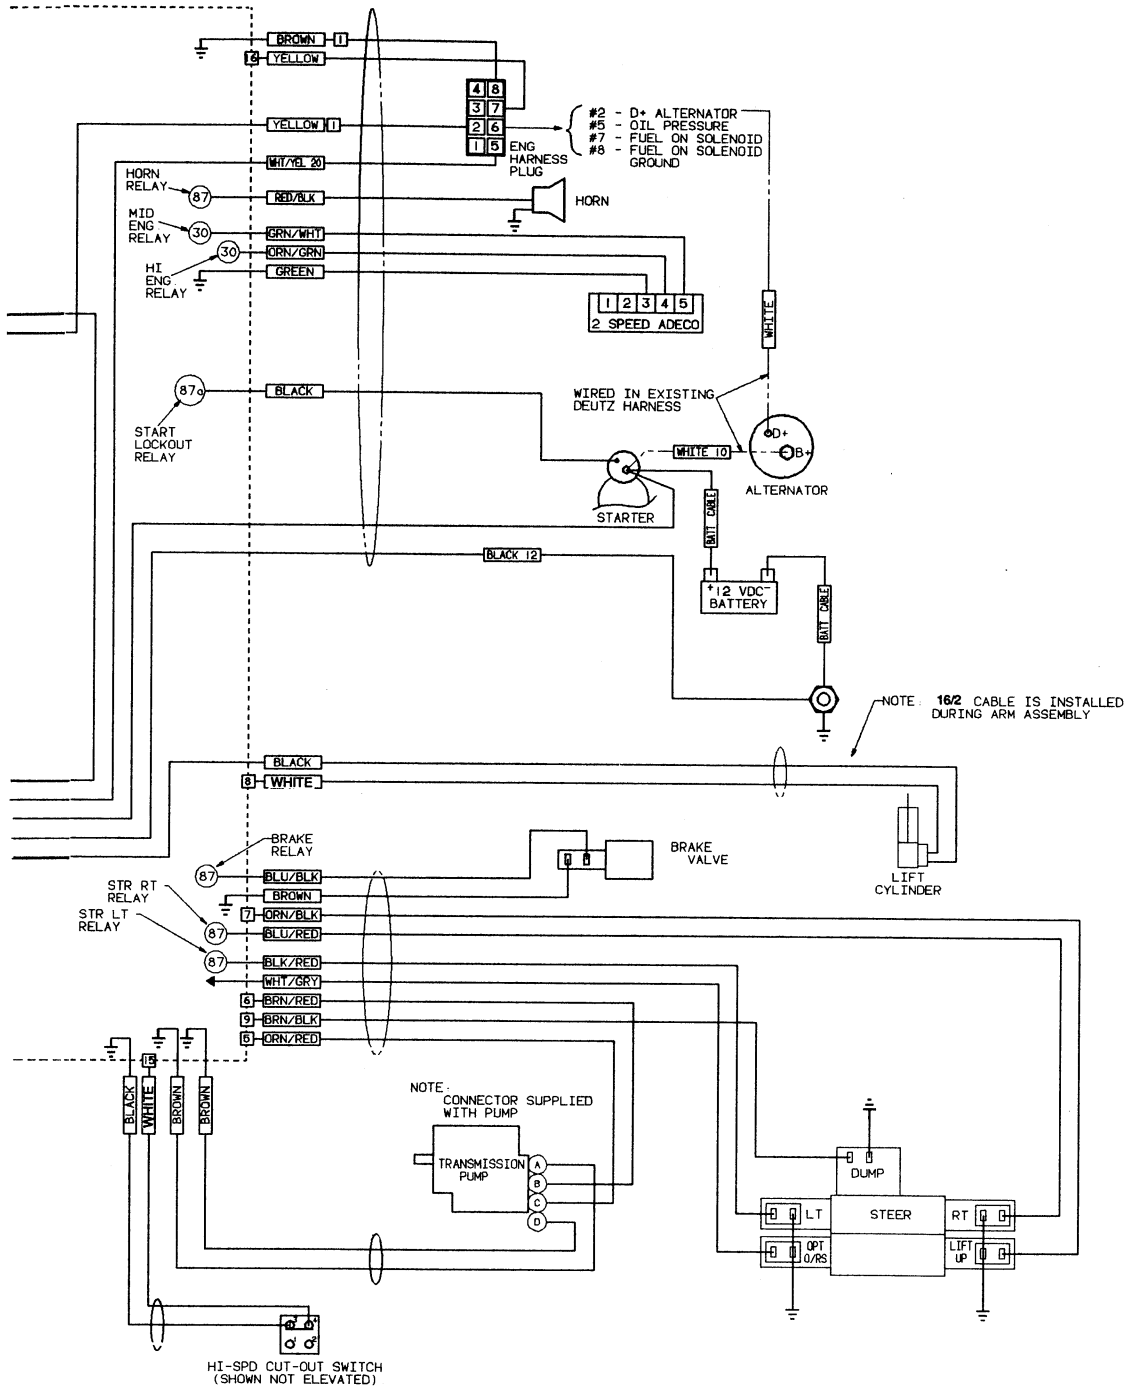 BROWN 1
16 YELLOW
4 8
3 7
2 6
1 5
YELLOW 1
ENG
HARNESS
PLUG
#2 - D+ ALTERNATOR
#5 - OIL PRESSURE
#7 - FUEL ON SOLENOID
#8 - FUEL ON SOLENOID
GROUND
WHT/YEL 20
HORN
RELAY
87
RED/BLK
HORN
MID
ENG.
RELAY
30
GRN/WHT
30
ORN/GRN
HI
ENG.
RELAY
GREEN
1 2 3 4 5
2 SPEED ADECO
WHITE
87a
BLACK
START
LOCKOUT
RELAY
WIRED IN EXISTING
DEUTZ HARNESS
D+
B+
WHITE 10
ALTERNATOR
STARTER
BATT CABLE
BLACK 12
+ 12 VDC -
BATTERY
BATT CABLE
NOTE: 16/2 CABLE IS INSTALLED
DURING ARM ASSEMBLY
BLACK
8 WHITE
LIFT
CYLINDER
BRAKE
RELAY
BRAKE
VALVE
87
BLU/BLK
BROWN
STR RT
RELAY
STR LT
RELAY
7 ORN/BLK
87
BLU/RED
87
BLK/RED
WHT/GRY
6 BRN/RED
9 BRN/BLK
5 ORN/RED
15
BLACK
WHITE
BROWN
BROWN
NOTE:
CONNECTOR SUPPLIED
WITH PUMP
TRANSMISSION
PUMP
A
B
C
D
DUMP
LT
STEER
RT
OPT
O/RS
LIFT
UP
3 4
1 2
HI-SPD CUT-OUT SWITCH
(SHOWN NOT ELEVATED)